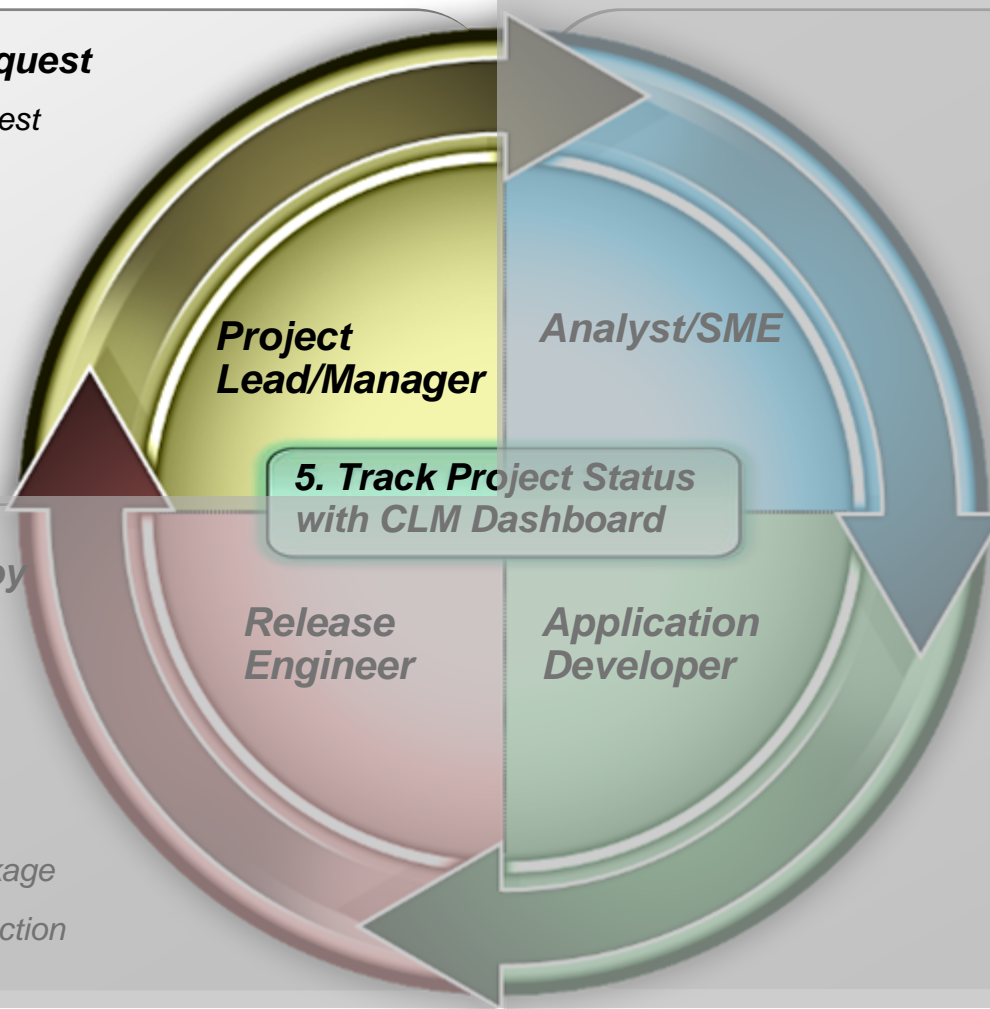 quest
est
Project
Lead/Manager
Analyst/SME
5. Track Project Status
with CLM Dashboard
oy
Release
Engineer
Application
Developer
kage
ction